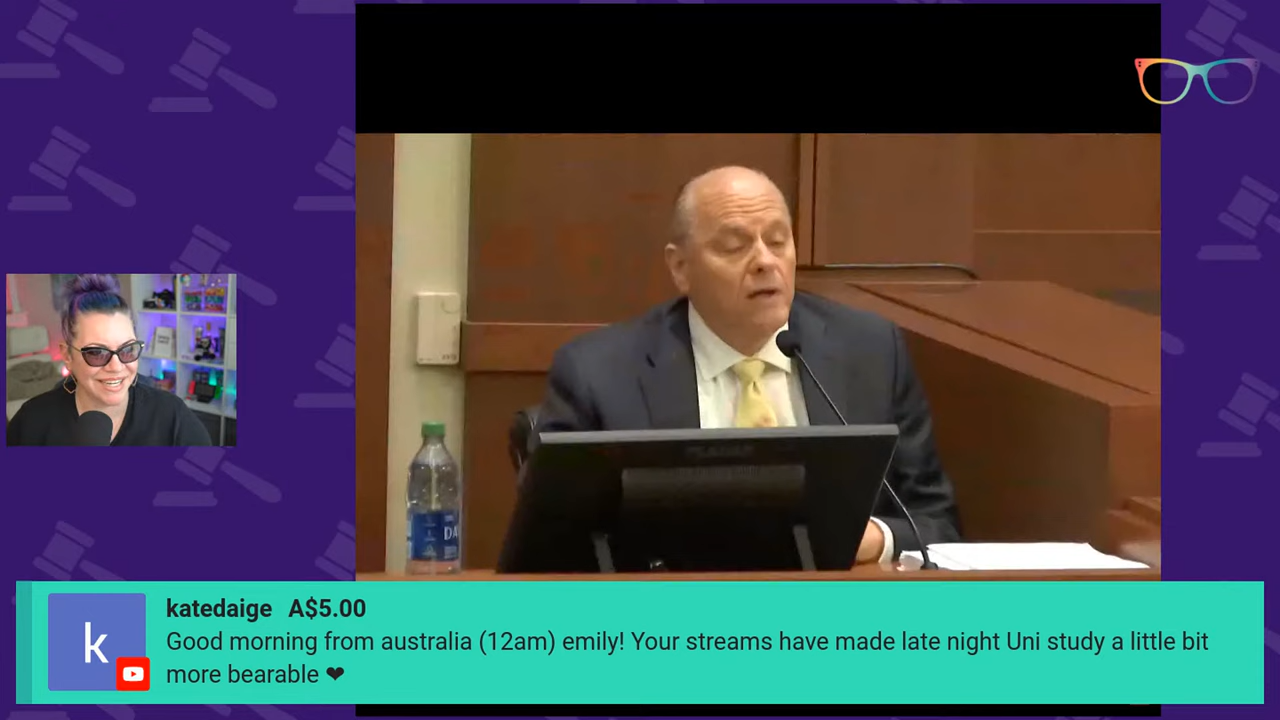 DA
katedaige A$5.00
k
Good morning from australia (12am) emily! Your streams have made late night Uni study a little bit
more bearable ❤